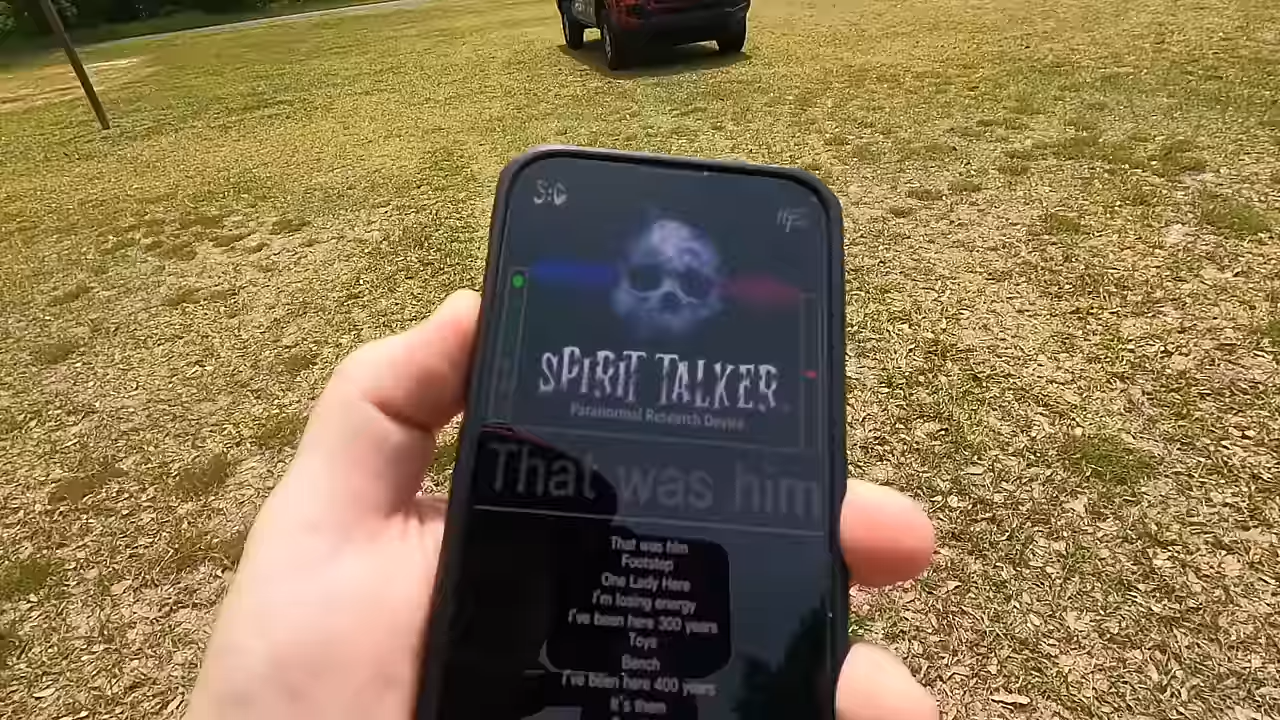 SPIRIT TALKER
Paranormal Research Device
That was him
That was him
Footstep
One Lady Here
I'm losing energy
I've been here 300 years
Toys
Bench
I've been here 400 years
It's them